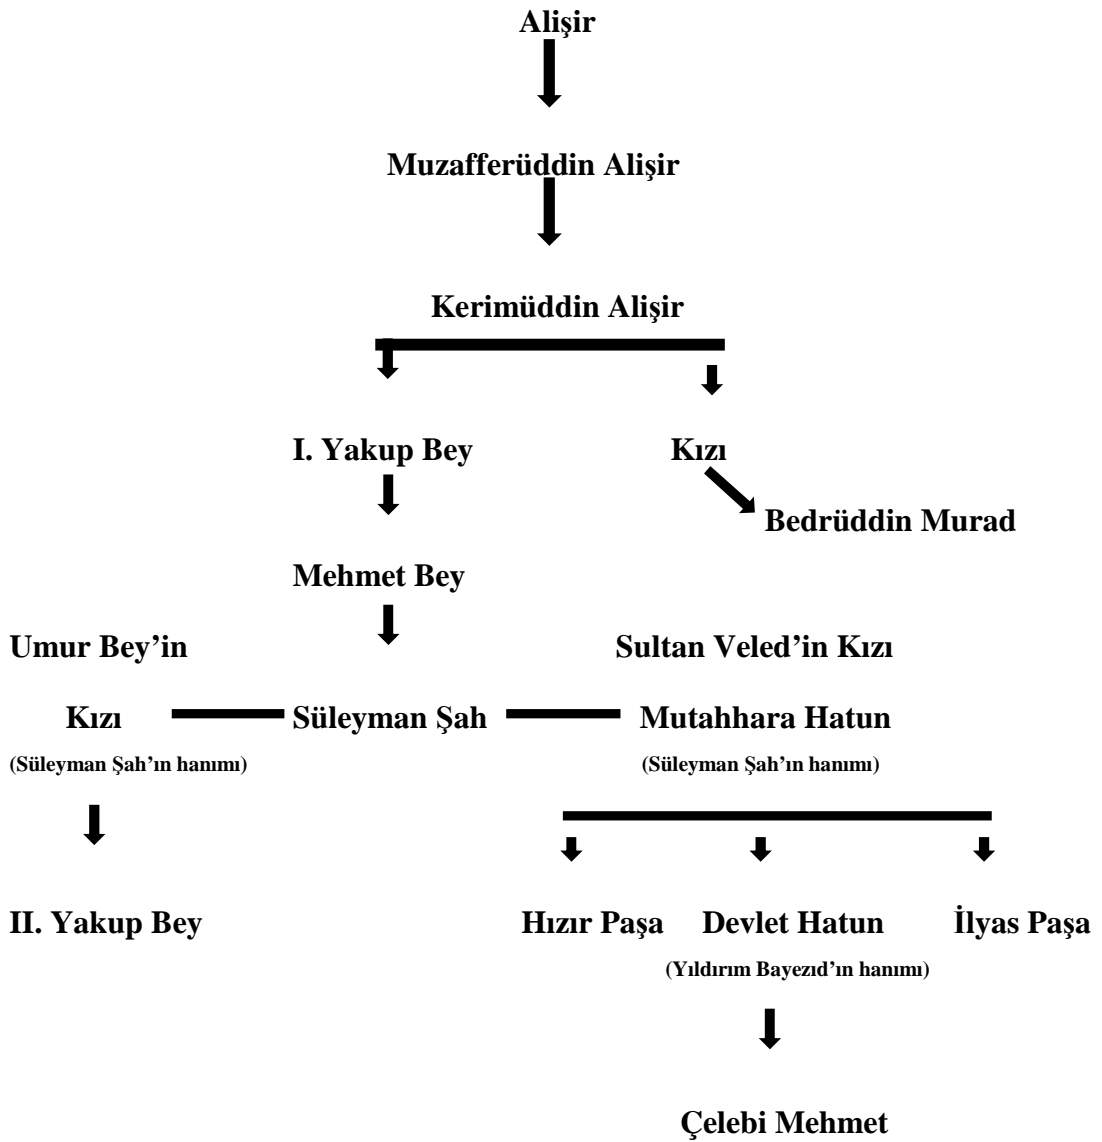 Alişir
Muzafferüddin Alişir
Kerimüddin Alişir
I. Yakup Bey
Kızı
Bedrüddin Murad
Mehmet Bey
Umur Bey’in
Sultan Veled’in Kızı
Kızı
Süleyman Şah
Mutahhara Hatun
(Süleyman Şah’ın hanımı)
(Süleyman Şah’ın hanımı)
II. Yakup Bey
Hızır Paşa
Devlet Hatun
İlyas Paşa
(Yıldırım Bayezıd’ın hanımı)
Çelebi Mehmet